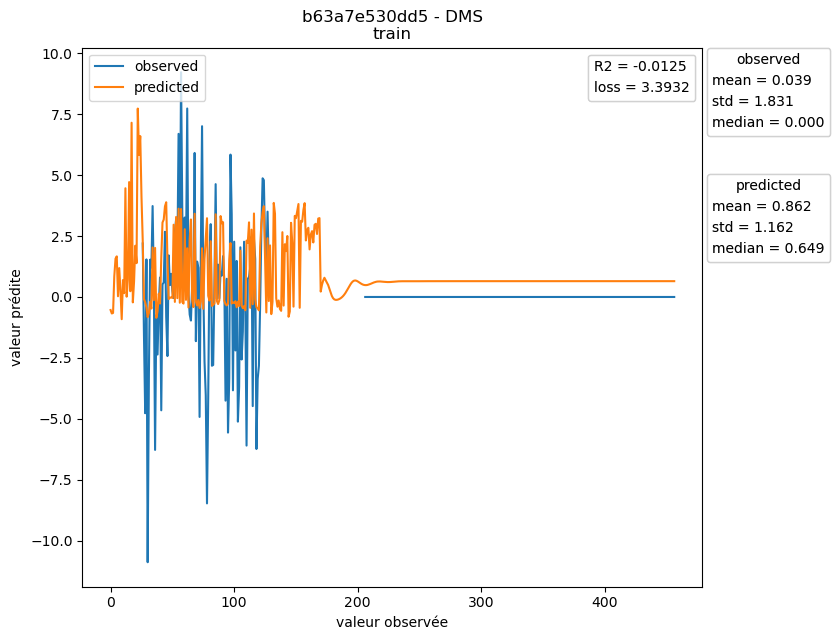 b63a7e530dd5 - DMS
train
observed
predicted
R2 = -0.0125
loss = 3.3932
observed
mean = 0.039
std = 1.831
median = 0.000
predicted
mean = 0.862
std = 1.162
median = 0.649
valeur prédite
10.0
7.5
5.0
2.5
0.0
−2.5
−5.0
−7.5
−10.0
0
100
200
300
400
valeur observée